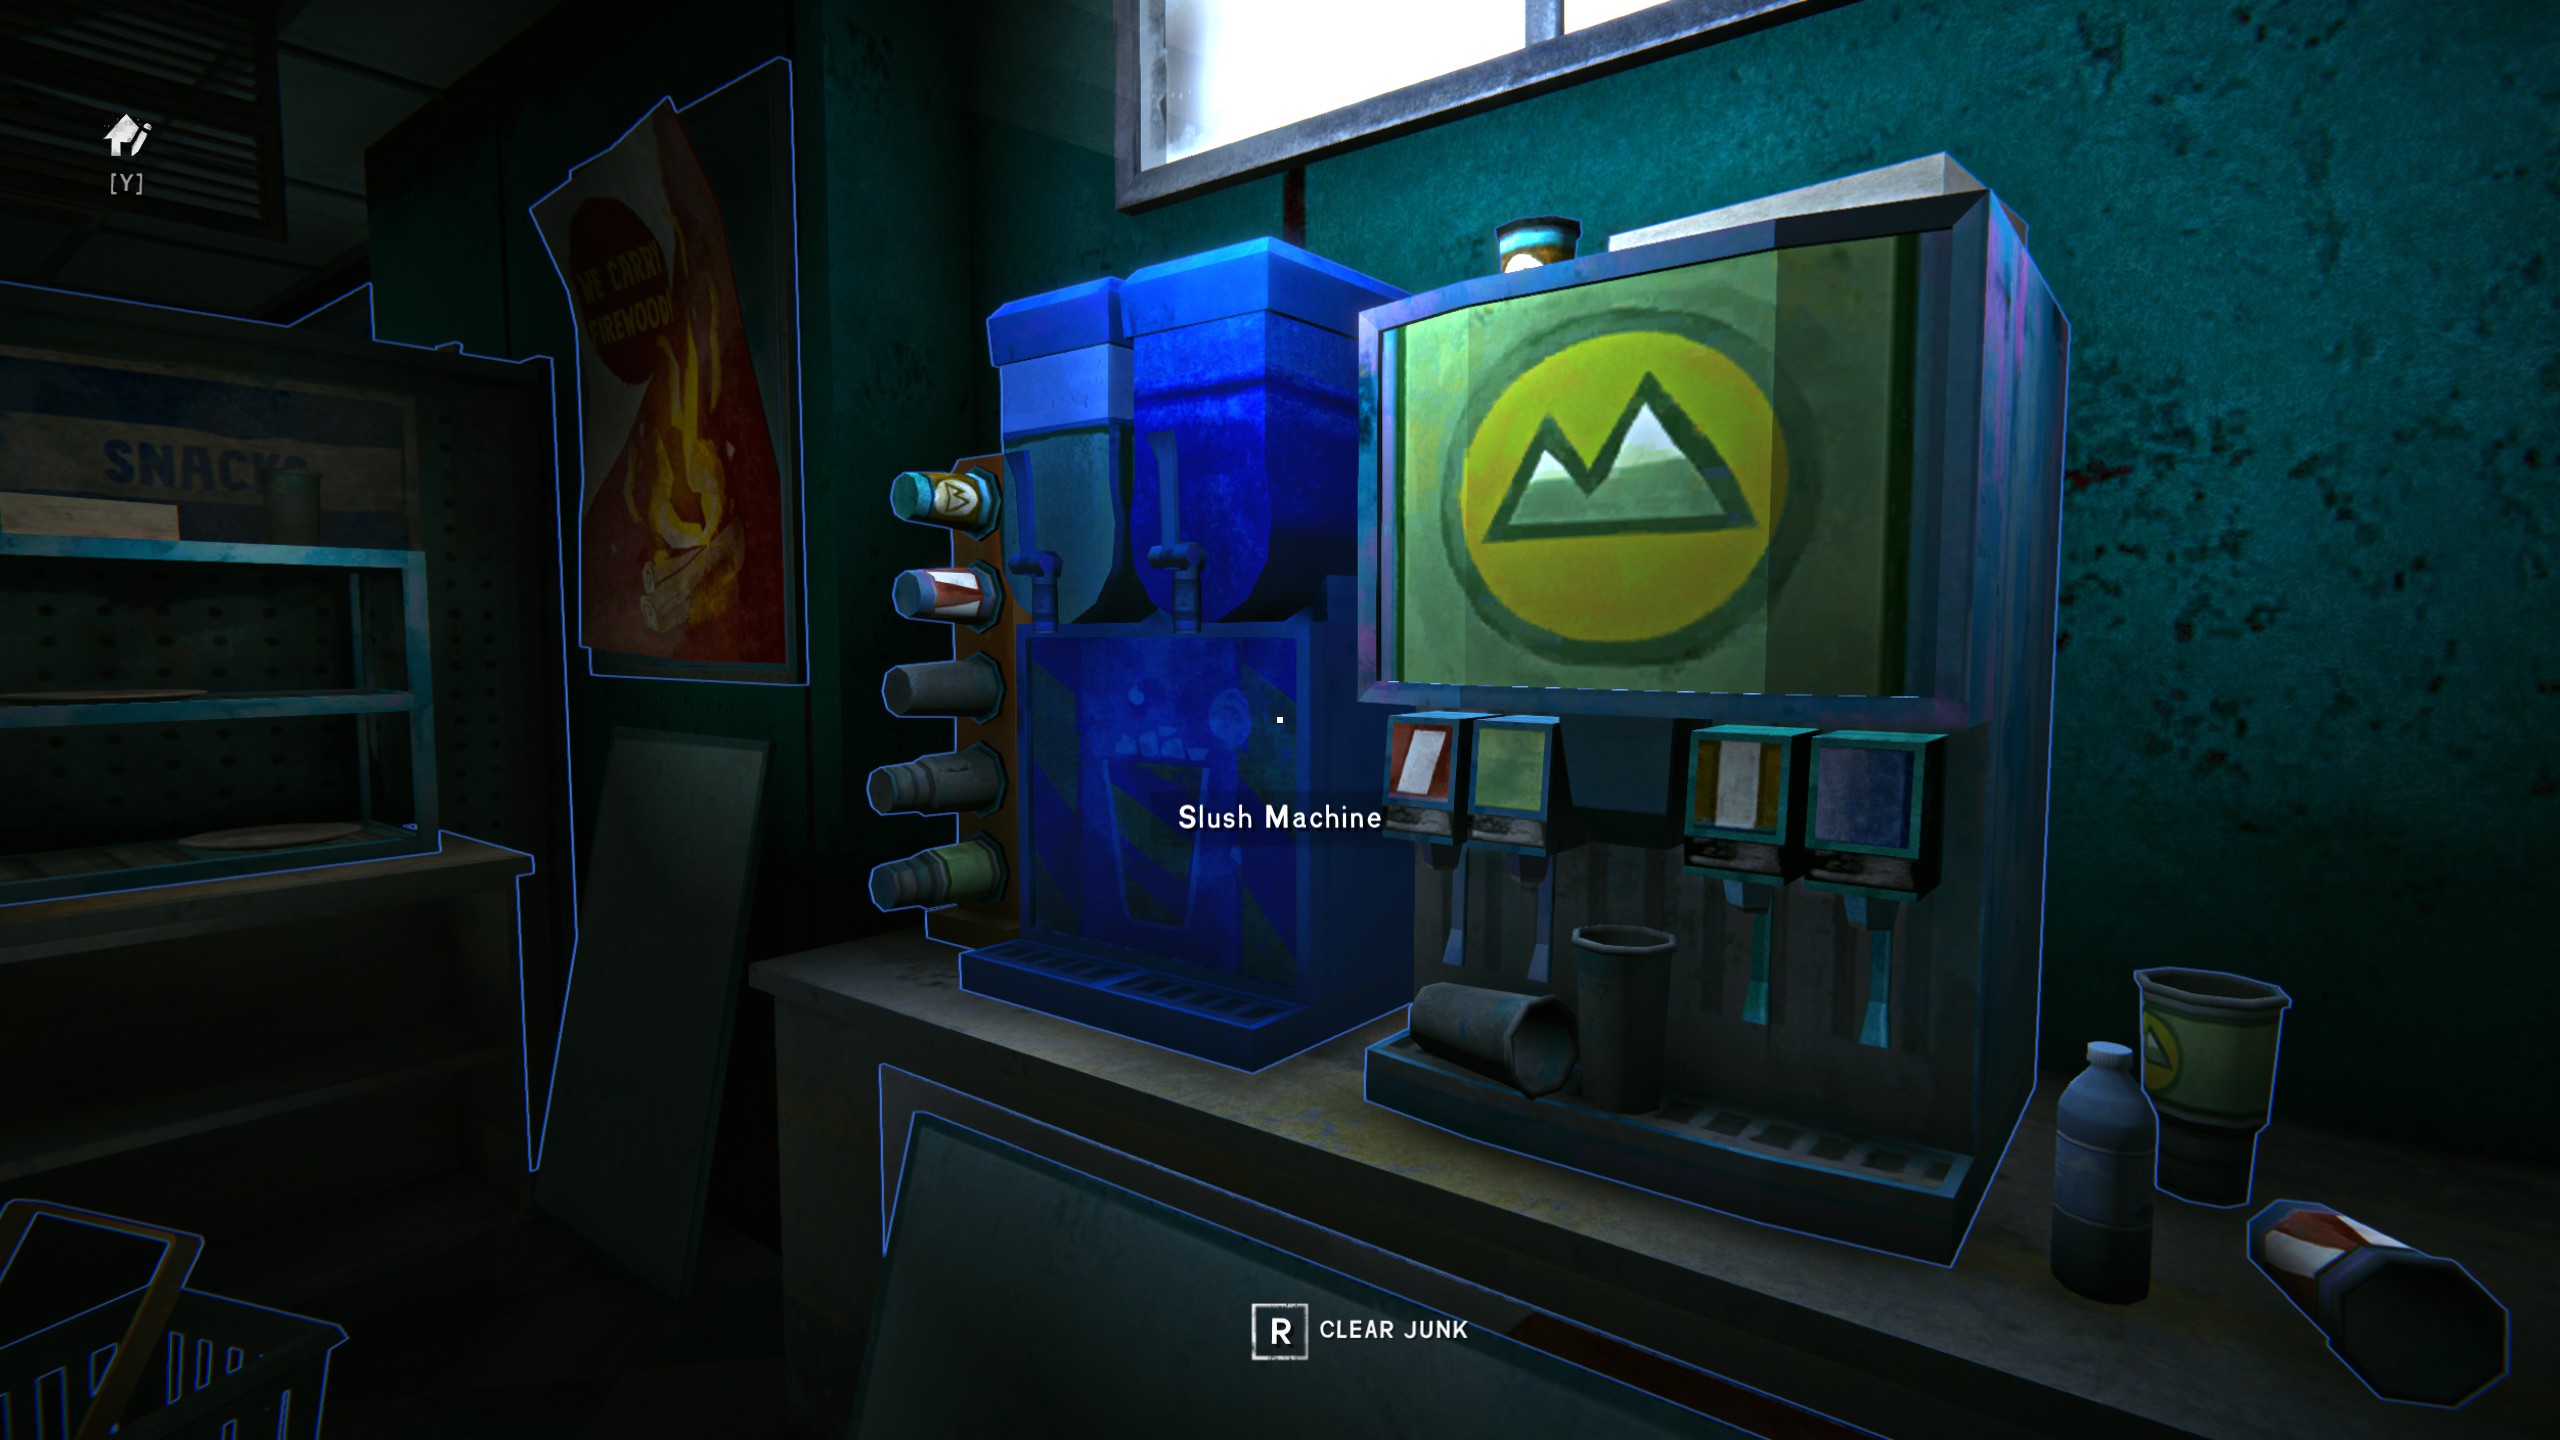 [Y]
WE CARRY
FIREWOOD!
SNACKS
Slush Machine
R CLEAR JUNK